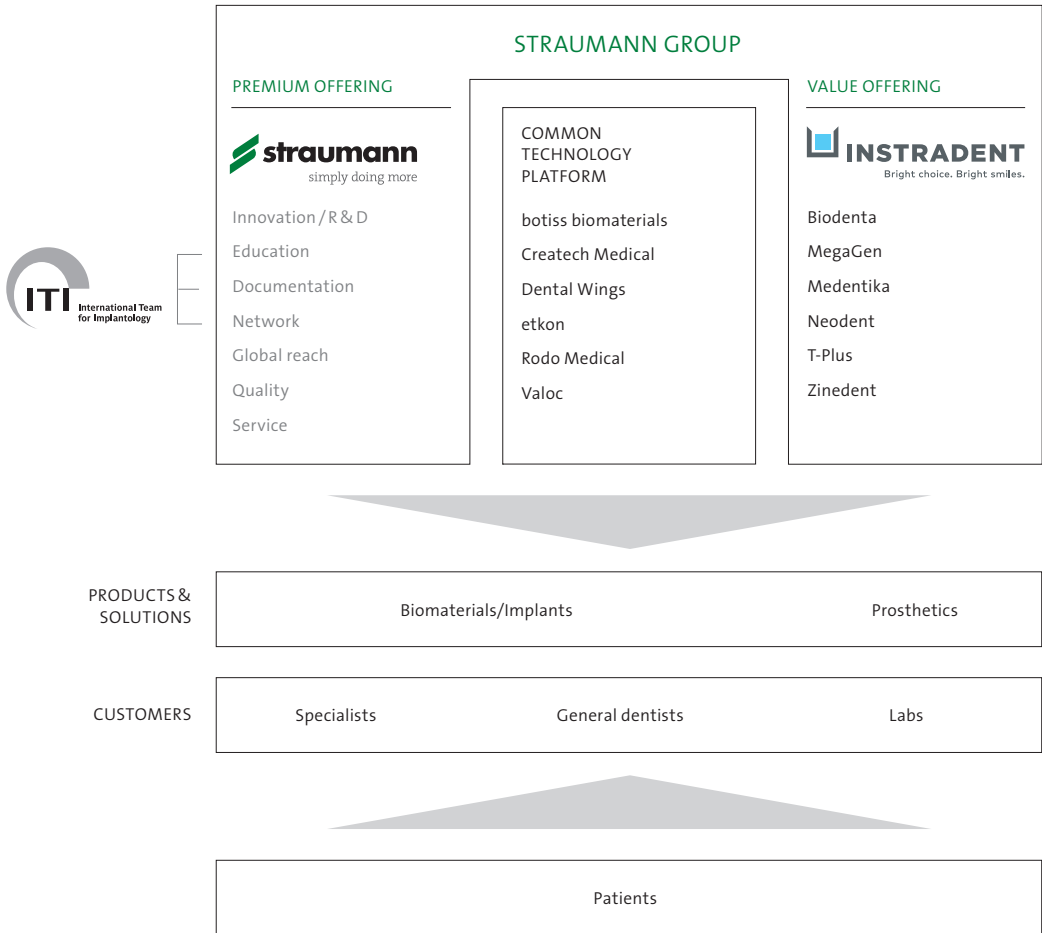 STRAUMANN GROUP
PREMIUM OFFERING
straumann
simply doing more
Innovation / R & D
Education
Documentation
Network
Global reach
Quality
Service
ITI
International Team
for Implantology
COMMON
TECHNOLOGY
PLATFORM
botiss biomaterials
Createch Medical
Dental Wings
etkon
Rodo Medical
Valoc
VALUE OFFERING
INSTRADENT
Bright choice. Bright smiles.
Biodenta
MegaGen
Medentika
Neodent
T-Plus
Zinedent
PRODUCTS &
SOLUTIONS
Biomaterials/Implants
Prosthetics
CUSTOMERS
Specialists
General dentists
Labs
Patients